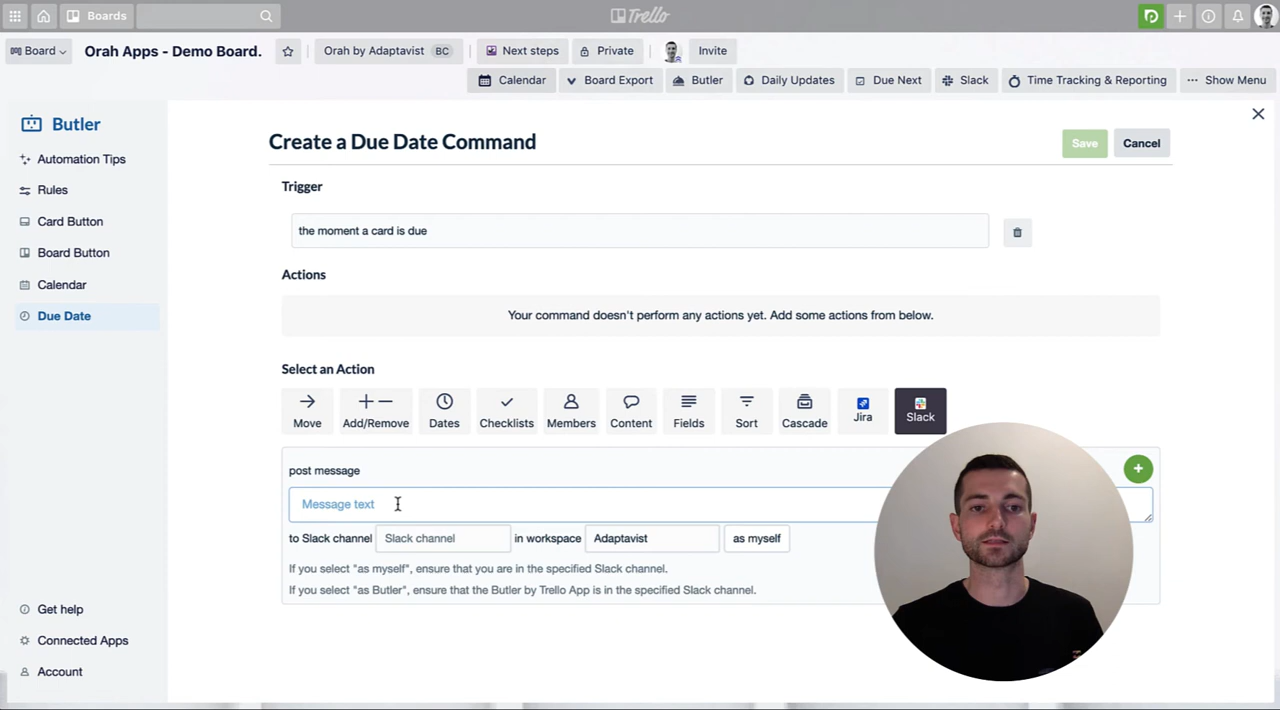 Boards
Trello
Board
Orah Apps - Demo Board.
Orah by Adaptavist BC
Next steps
Private
Invite
Calendar
Board Export
Butler
Daily Updates
Due Next
Slack
Time Tracking & Reporting
Show Menu
Butler
Automation Tips
Rules
Card Button
Board Button
Calendar
Due Date
Get help
Connected Apps
Account
Create a Due Date Command
Save
Cancel
Trigger
the moment a card is due
Actions
Your command doesn't perform any actions yet. Add some actions from below.
Select an Action
Move
Add/Remove
Dates
Checklists
Members
Content
Fields
Sort
Cascade
Jira
Slack
post message
Message text
to Slack channel Slack channel in workspace Adaptavist as myself
If you select "as myself", ensure that you are in the specified Slack channel.
If you select "as Butler", ensure that the Butler by Trello App is in the specified Slack channel.